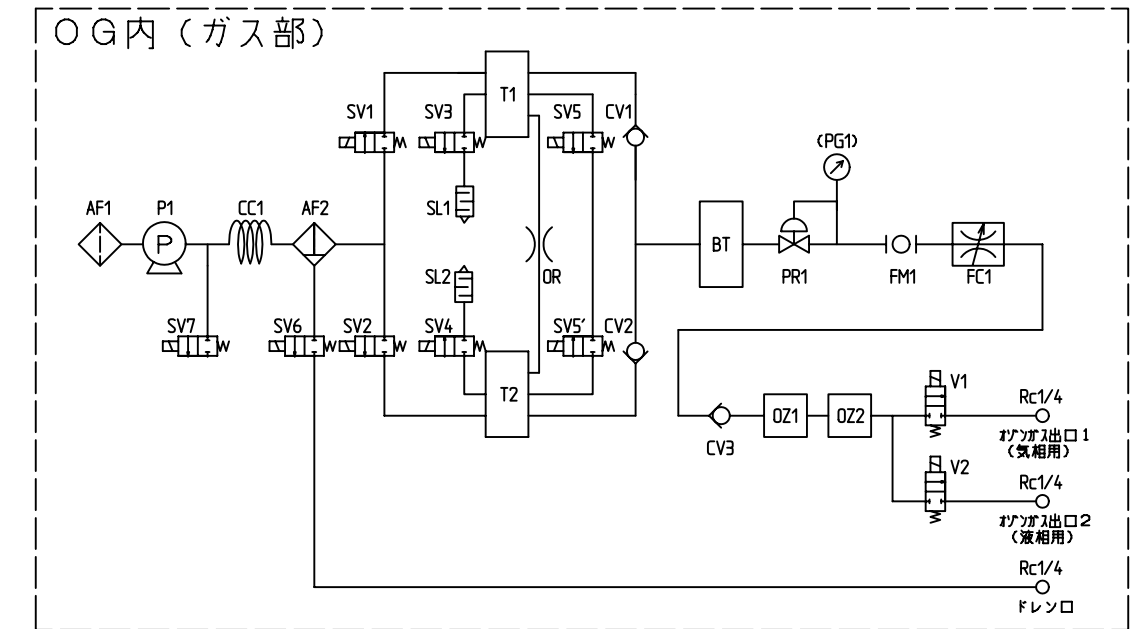 OG内（ガス部）
T1
SV1
SV3
SV5
CV1
(PG1)
AF1
P1
CC1
AF2
SL1
P
BT
SL2
OR
PR1
FM1
FC1
SV7
SV6
SV2
SV4
SV5´
CV2
T2
V1
Rc1/4
OZ1
OZ2
CV3
ｵｿﾞﾝｶﾞｽ出口1
（気相用）
V2
Rc1/4
ｵｿﾞﾝｶﾞｽ出口2
（液相用）
Rc1/4
ドレン口